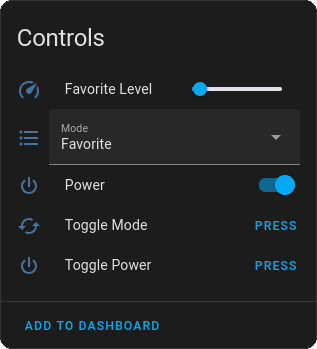 Controls
Favorite Level
Mode
Favorite
Power
Toggle Mode PRESS
Toggle Power PRESS
ADD TO DASHBOARD